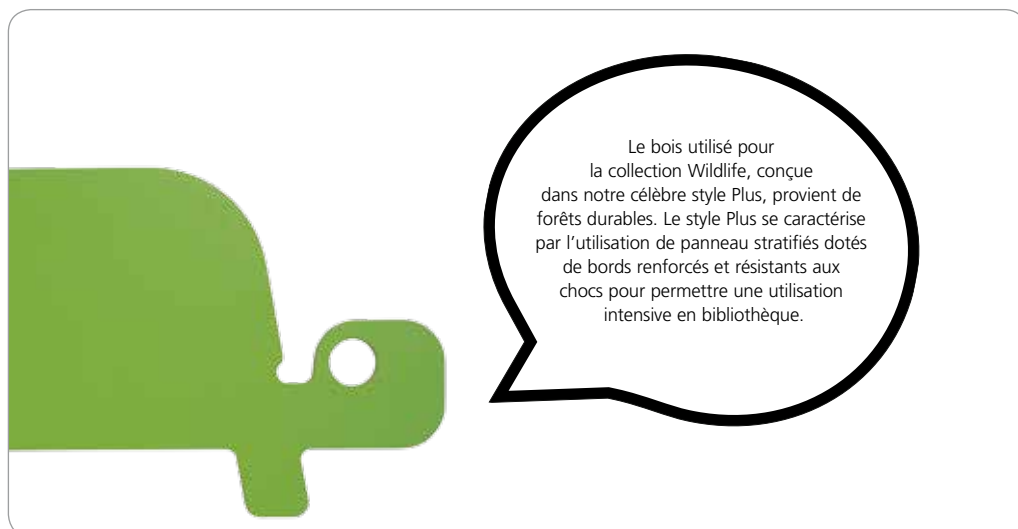 Le bois utilisé pour
la collection Wildlife, conçue
dans notre célèbre style Plus, provient de
forêts durables. Le style Plus se caractérise
par l’utilisation de panneau stratifiés dotés
de bords renforcés et résistants aux
chocs pour permettre une utilisation
intensive en bibliothèque.